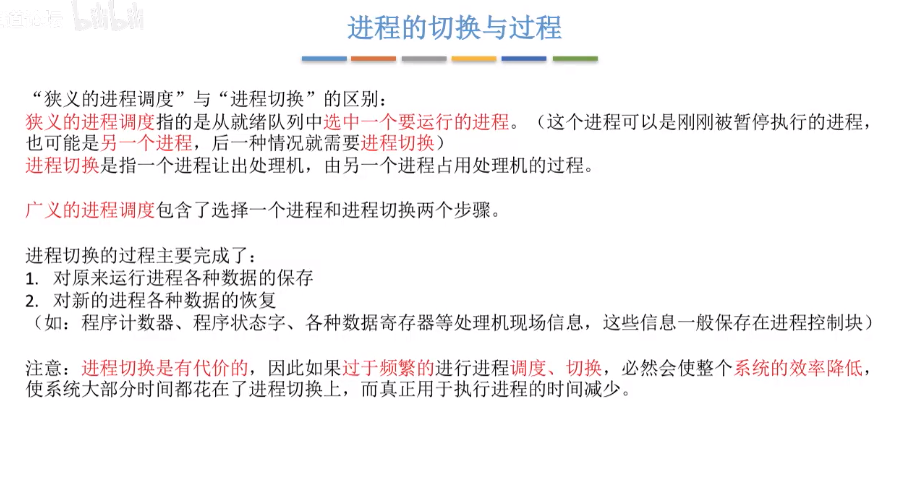 bilibili
进程的切换与过程
“狭义的进程调度”与“进程切换”的区别：
狭义的进程调度指的是从就绪队列中选中一个要运行的进程。（这个进程可以是刚刚被暂停执行的进程，
也可能是另一个进程，后一种情况就需要进程切换）
进程切换是指一个进程让出处理机，由另一个进程占用处理机的过程。
广义的进程调度包含了选择一个进程和进程切换两个步骤。
进程切换的过程主要完成了：
1. 对原来运行进程各种数据的保存
2. 对新的进程各种数据的恢复
（如：程序计数器、程序状态字、各种数据寄存器等处理机现场信息，这些信息一般保存在进程控制块）
注意：进程切换是有代价的，因此如果过于频繁的进行进程调度、切换，必然会使整个系统的效率降低，
使系统大部分时间都花在了进程切换上，而真正用于执行进程的时间减少。